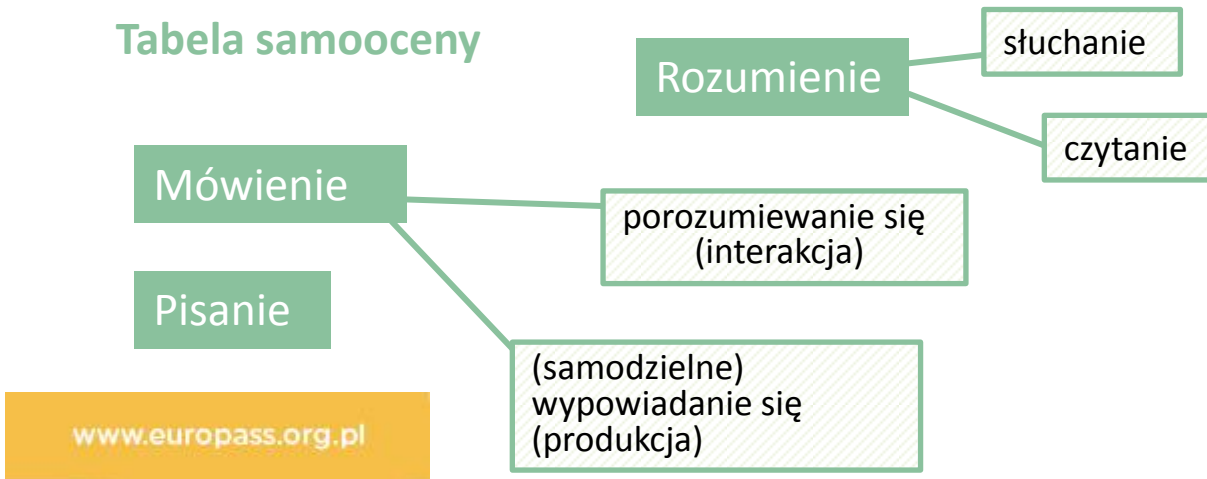 Tabela samooceny
Rozumienie
słuchanie
czytanie
Mówienie
porozumiewanie się
(interakcja)
(samodzielne)
wypowiadanie się
(produkcja)
Pisanie
www.europass.org.pl